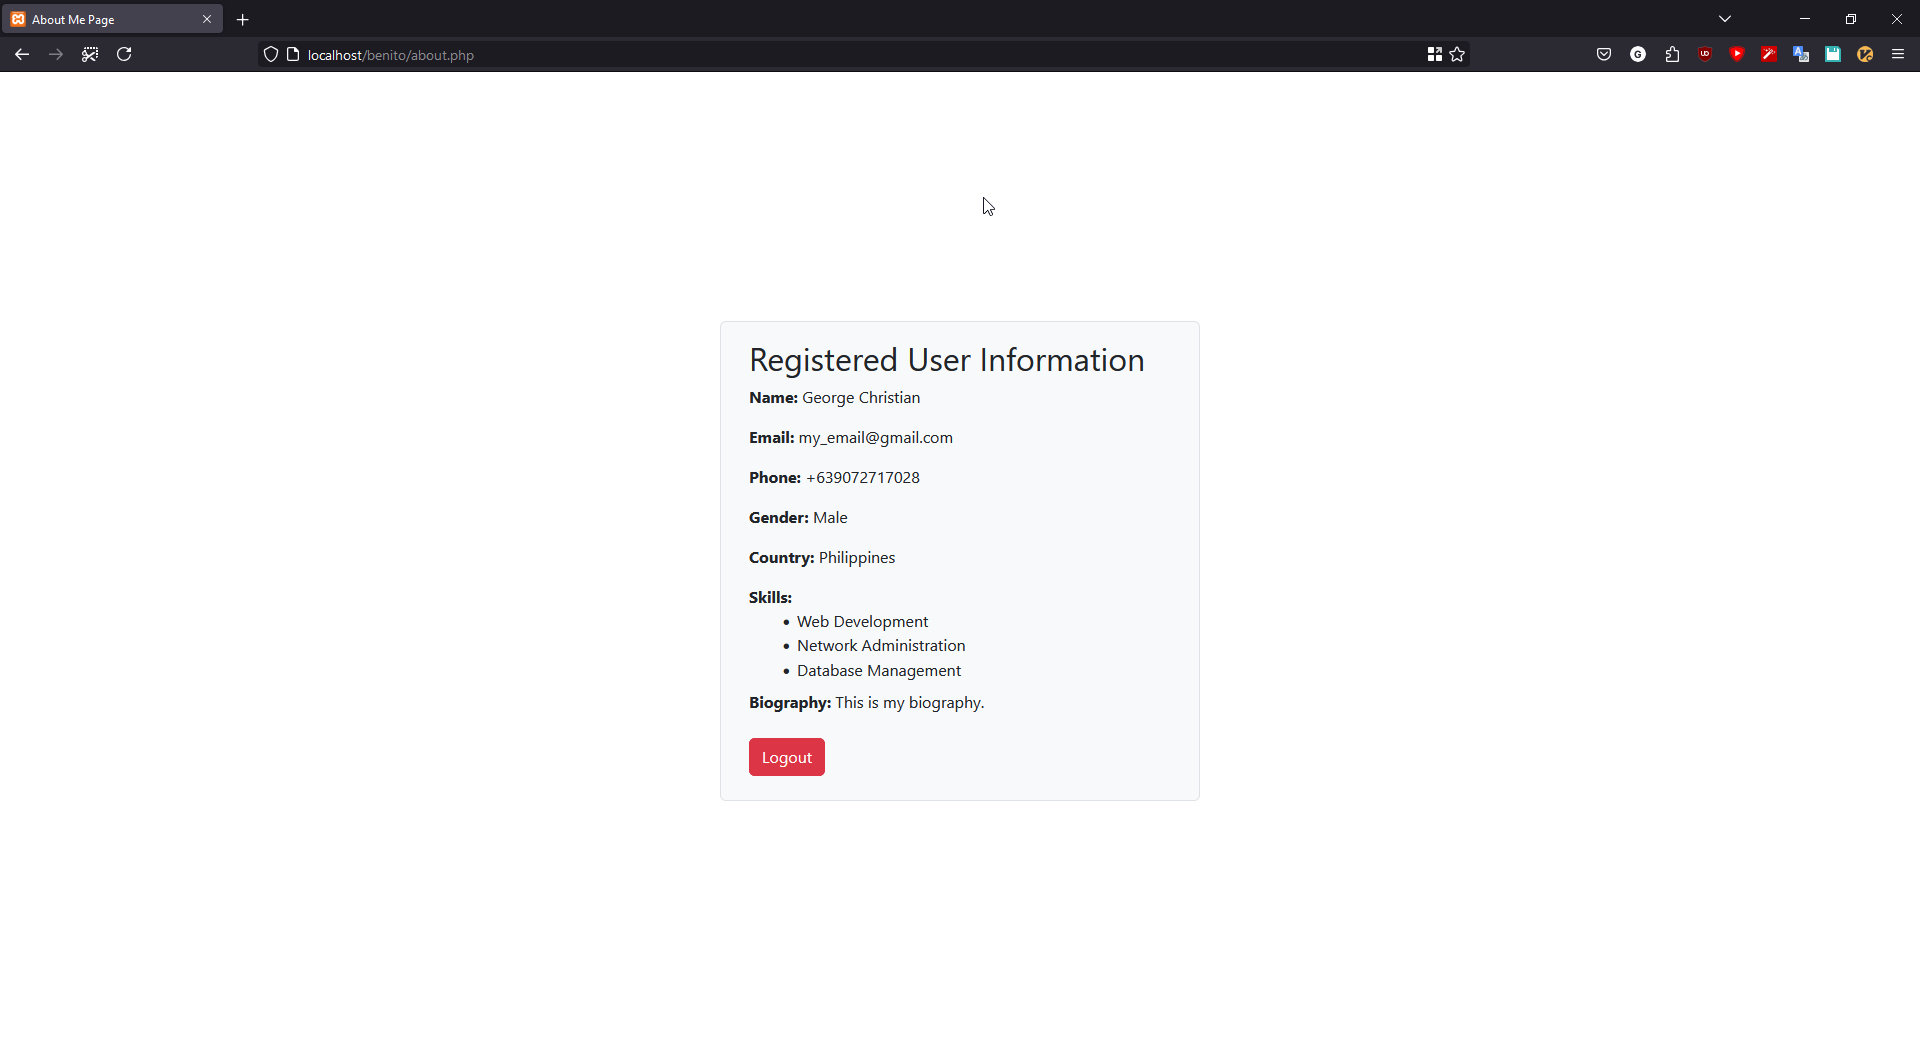 About Me Page
localhost/benito/about.php
Registered User Information
Name: George Christian
Email: my_email@gmail.com
Phone: +639072717028
Gender: Male
Country: Philippines
Skills:
• Web Development
• Network Administration
• Database Management
Biography: This is my biography.
Logout